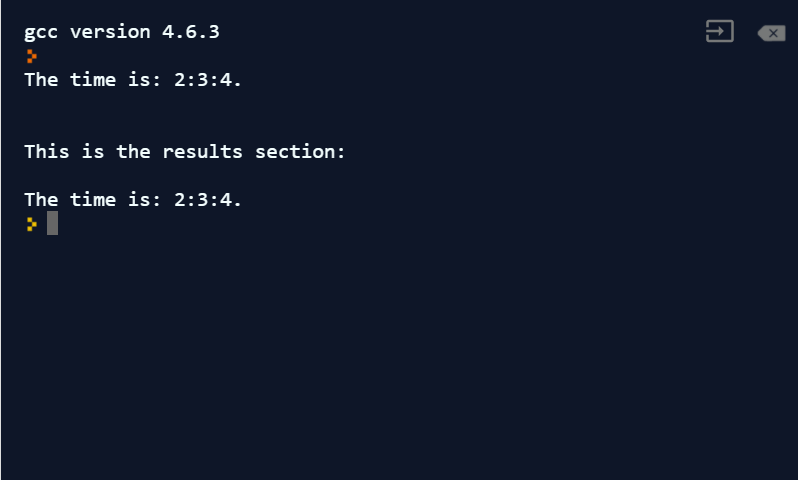 gcc version 4.6.3
>
The time is: 2:3:4.
This is the results section:
The time is: 2:3:4.
>